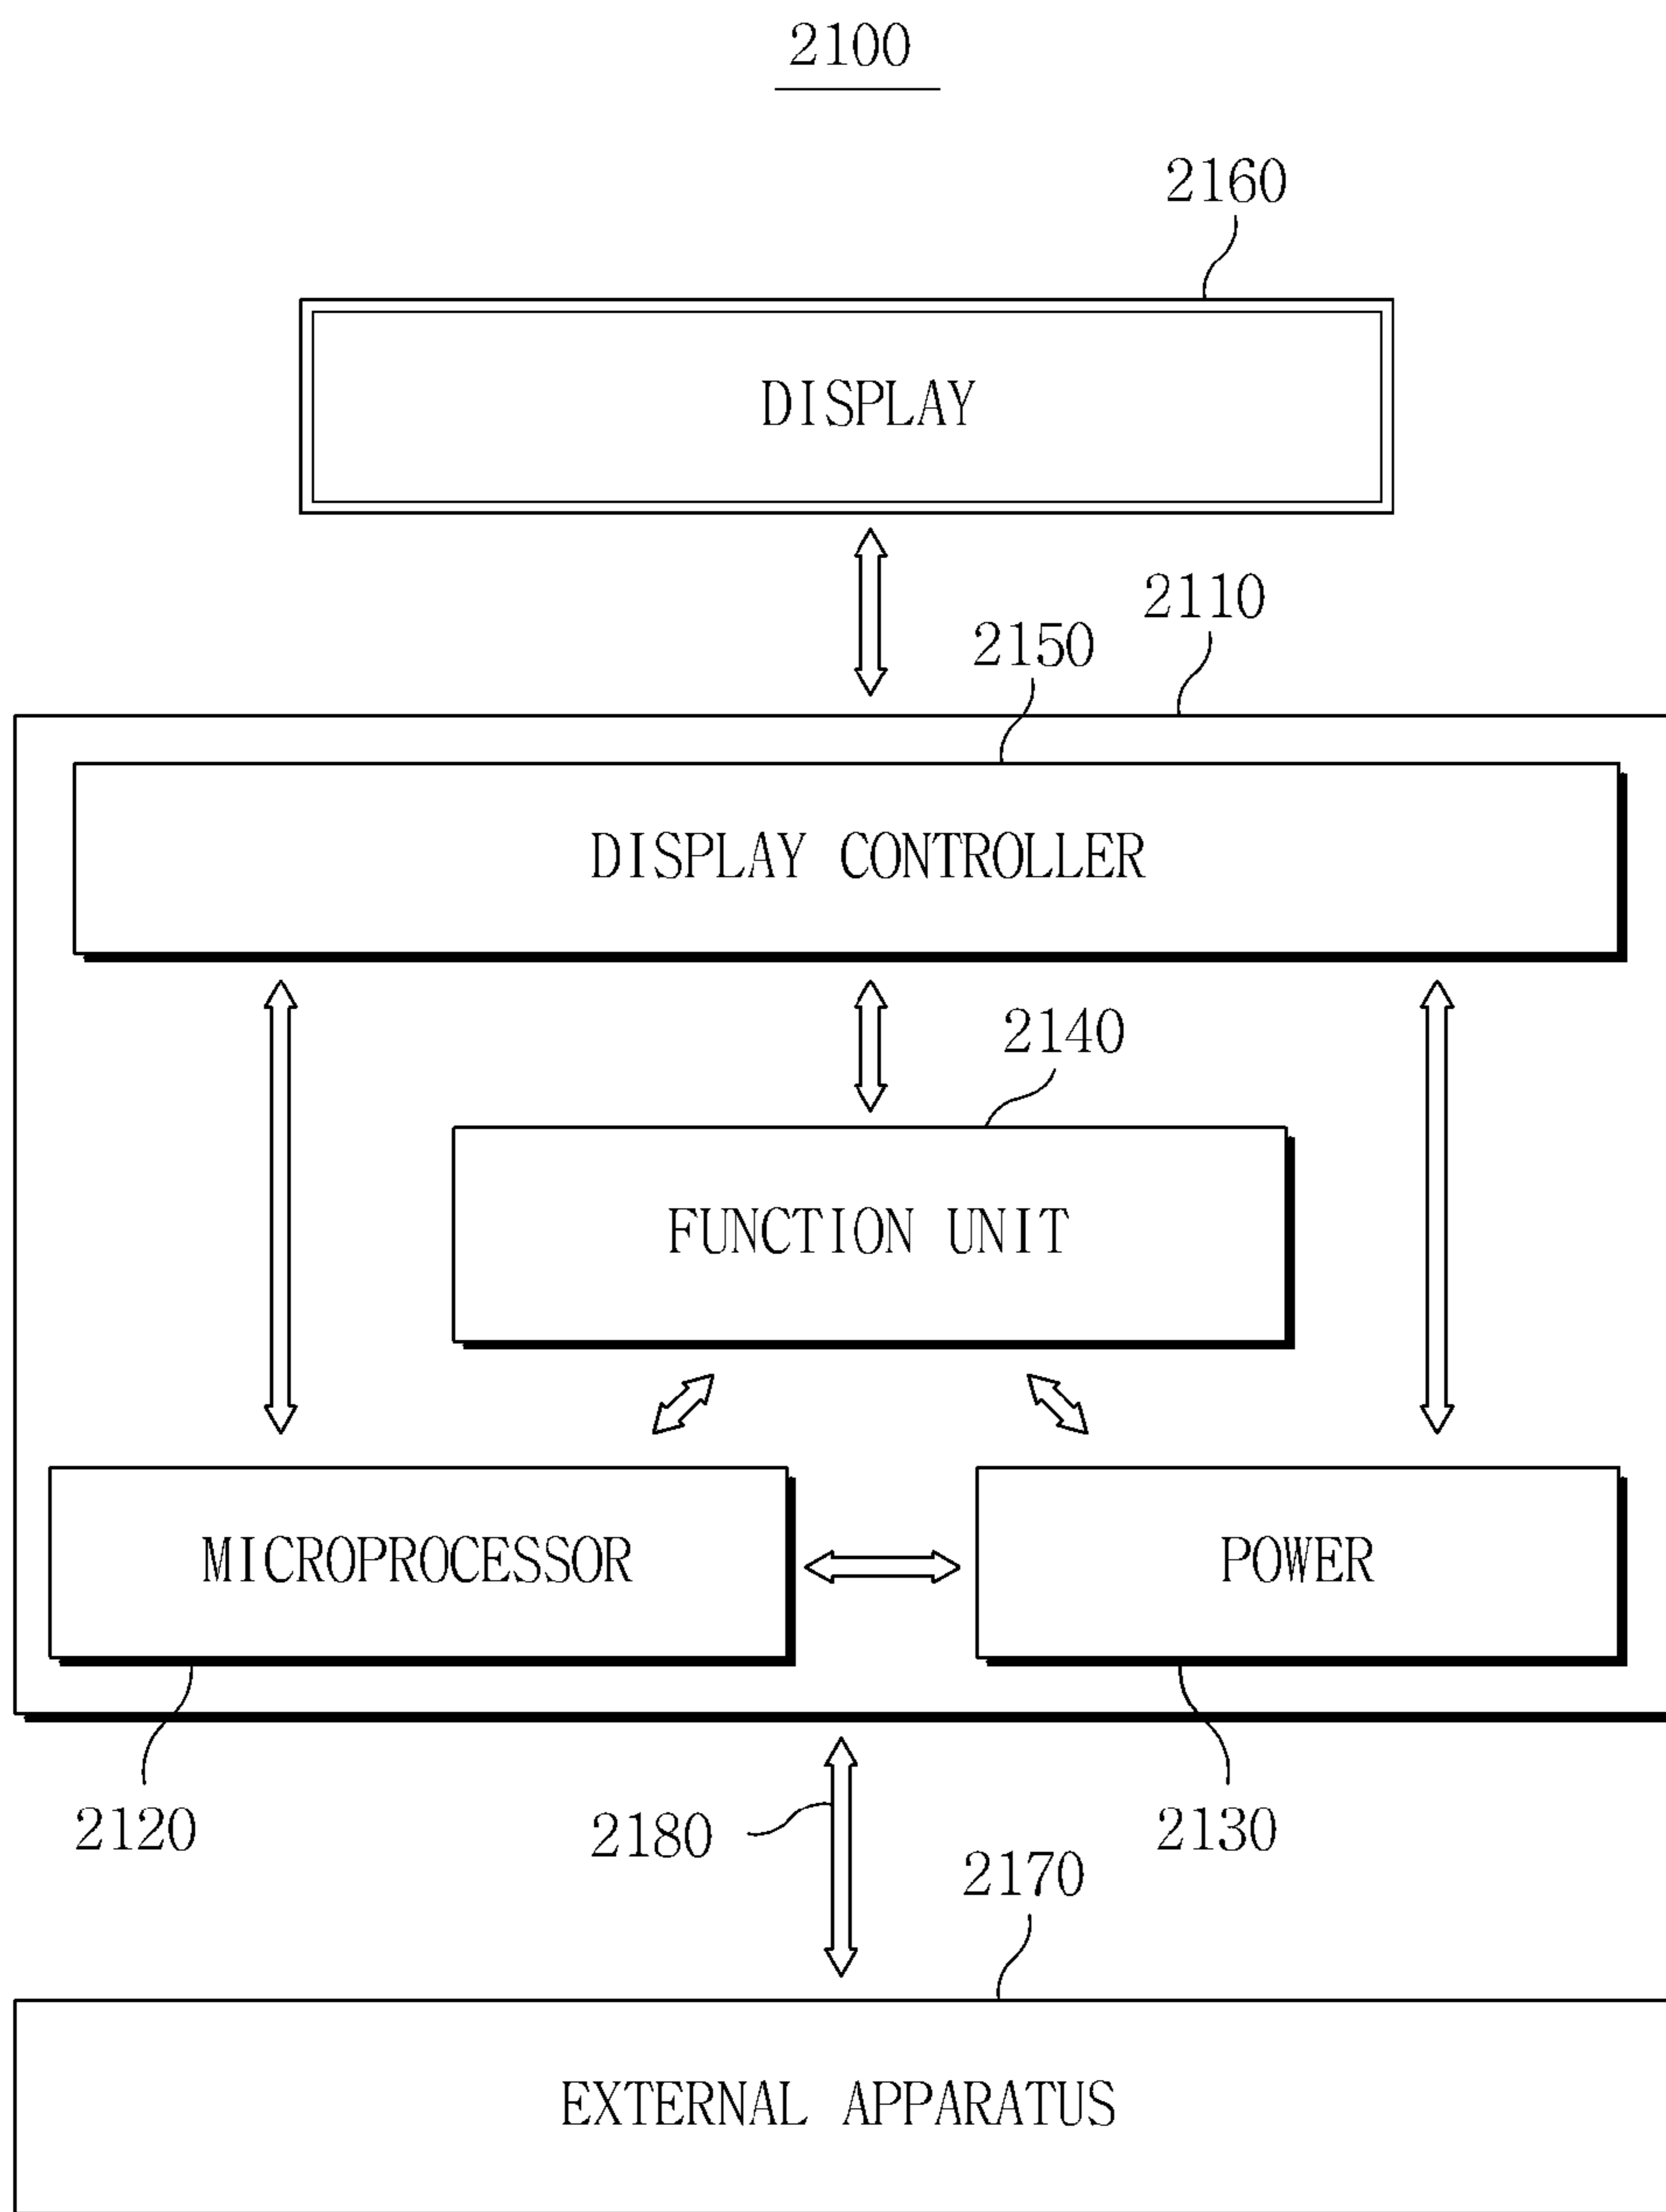 2100
2160
DISPLAY
2110
2150
DISPLAY CONTROLLER
2140
FUNCTION UNIT
MICROPROCESSOR
POWER
2120
2180
2130
2170
EXTERNAL APPARATUS